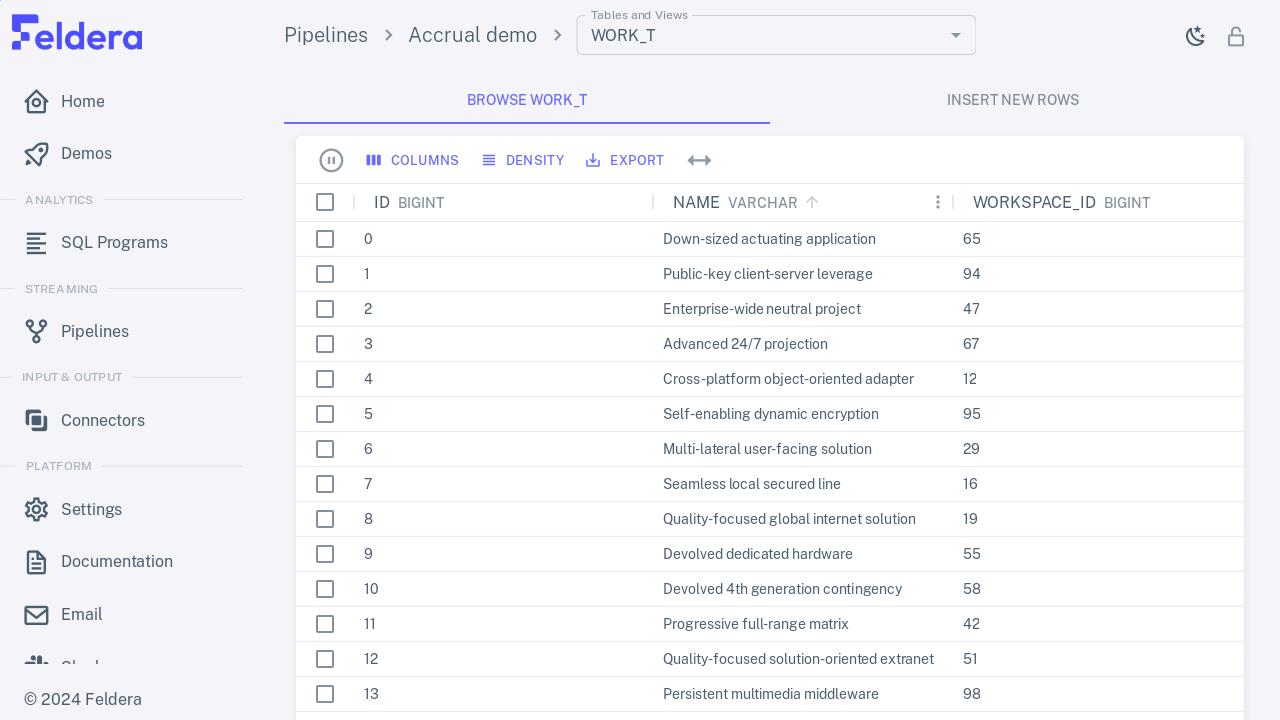 Feldera
Pipelines
Accrual demo
Tables and Views
WORK_T
Home
Demos
ANALYTICS
SQL Programs
STREAMING
Pipelines
INPUT & OUTPUT
Connectors
PLATFORM
Settings
Documentation
Email
© 2024 Feldera
BROWSE WORK_T
INSERT NEW ROWS
COLUMNS
DENSITY
EXPORT
ID BIGINT NAME VARCHAR WORKSPACE_ID BIGINT
0 Down-sized actuating application 65
1 Public-key client-server leverage 94
2 Enterprise-wide neutral project 47
3 Advanced 24/7 projection 67
4 Cross-platform object-oriented adapter 12
5 Self-enabling dynamic encryption 95
6 Multi-lateral user-facing solution 29
7 Seamless local secured line 16
8 Quality-focused global internet solution 19
9 Devolved dedicated hardware 55
10 Devolved 4th generation contingency 58
11 Progressive full-range matrix 42
12 Quality-focused solution-oriented extranet 51
13 Persistent multimedia middleware 98